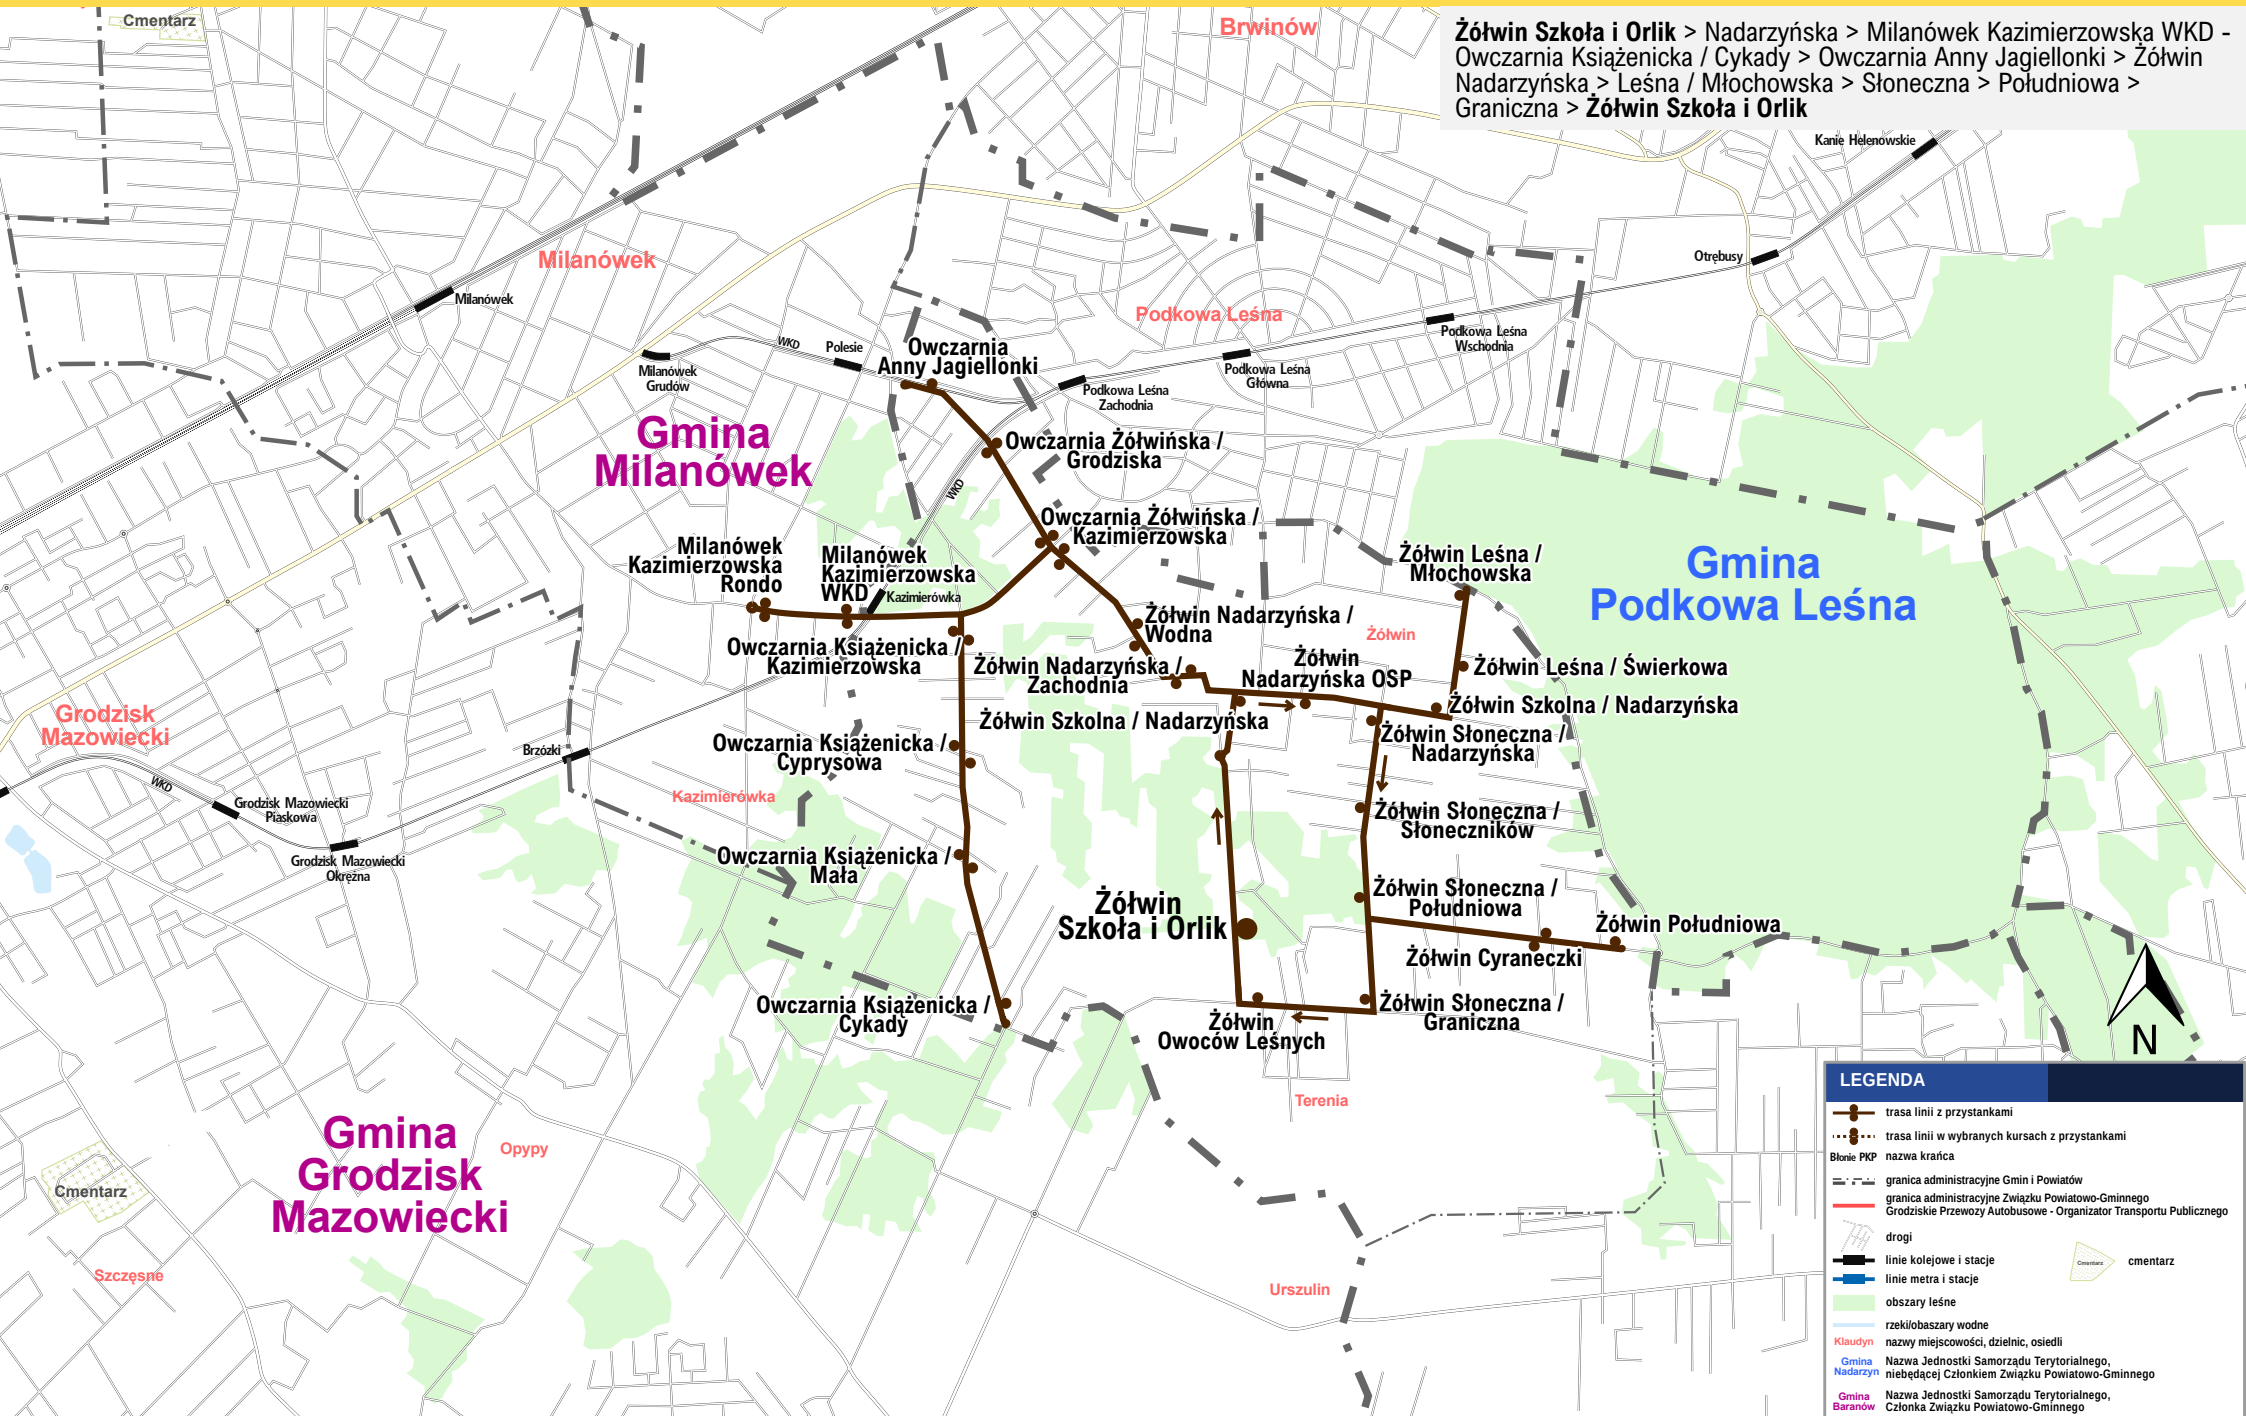 Żółwin Szkoła i Orlik > Nadarzyńska > Milanówek Kazimierzowska WKD -
Owczarnia Książenicka / Cykady > Owczarnia Anny Jagiellonki > Żółwin
Nadarzyńska > Leśna / Młochowska > Słoneczna > Południowa >
Graniczna > Żółwin Szkoła i Orlik
Cmentarz
Brwinów
Kanie Helenowskie
Otrębusy
Milanówek
Milanówek
Podkowa Leśna
Podkowa Leśna
Wschodnia
WKD
Polesie
Milanówek
Grudów
Owczarnia
Anny Jagiellonki
Podkowa Leśna
Główna
Podkowa Leśna
Zachodnia
Gmina
Milanówek
Owczarnia Żółwińska /
Grodziska
WKD
Owczarnia Żółwińska /
Kazimierzowska
Milanówek
Kazimierzowska
Rondo
Milanówek
Kazimierzowska
WKD
Kazimierówka
Żółwin Leśna /
Młochowska
Gmina
Podkowa Leśna
Żółwin Nadarzyńska /
Wodna
Żółwin
Owczarnia Książenicka /
Kazimierzowska
Żółwin Nadarzyńska /
Zachodnia
Żółwin
Nadarzyńska OSP
Żółwin Leśna / Świerkowa
Żółwin Szkolna / Nadarzyńska
Żółwin Szkolna / Nadarzyńska
Grodzisk
Mazowiecki
Brzózki
Owczarnia Książenicka /
Cyprysowa
Żółwin Słoneczna /
Nadarzyńska
WKD
Grodzisk Mazowiecki
Piaskowa
Kazimierówka
Żółwin Słoneczna /
Słoneczników
Grodzisk Mazowiecki
Okrężna
Owczarnia Książenicka /
Mała
Żółwin
Szkoła i Orlik
Żółwin Słoneczna /
Południowa
Żółwin Południowa
Żółwin Cyraneczki
Owczarnia Książenicka /
Cykady
Żółwin
Owoców Leśnych
Żółwin Słoneczna /
Graniczna
N
Terenia
Gmina
Grodzisk
Mazowiecki
Opypy
Cmentarz
Szczęsne
Urszulin
LEGENDA
trasa linii z przystankami
trasa linii w wybranych kursach z przystankami
Błonie PKP nazwa krańca
granica administracyjne Gmin i Powiatów
granica administracyjne Związku Powiatowo-Gminnego
Grodziskie Przewozy Autobusowe - Organizator Transportu Publicznego
drogi
linie kolejowe i stacje
Cmentarz cmentarz
linie metra i stacje
obszary leśne
rzeki/obaszary wodne
Klaudyn nazwy miejscowości, dzielnic, osiedli
Gmina
Nadarzyn
Nazwa Jednostki Samorządu Terytorialnego,
niebędącej Członkiem Związku Powiatowo-Gminnego
Gmina
Baranów
Nazwa Jednostki Samorządu Terytorialnego,
Członka Związku Powiatowo-Gminnego